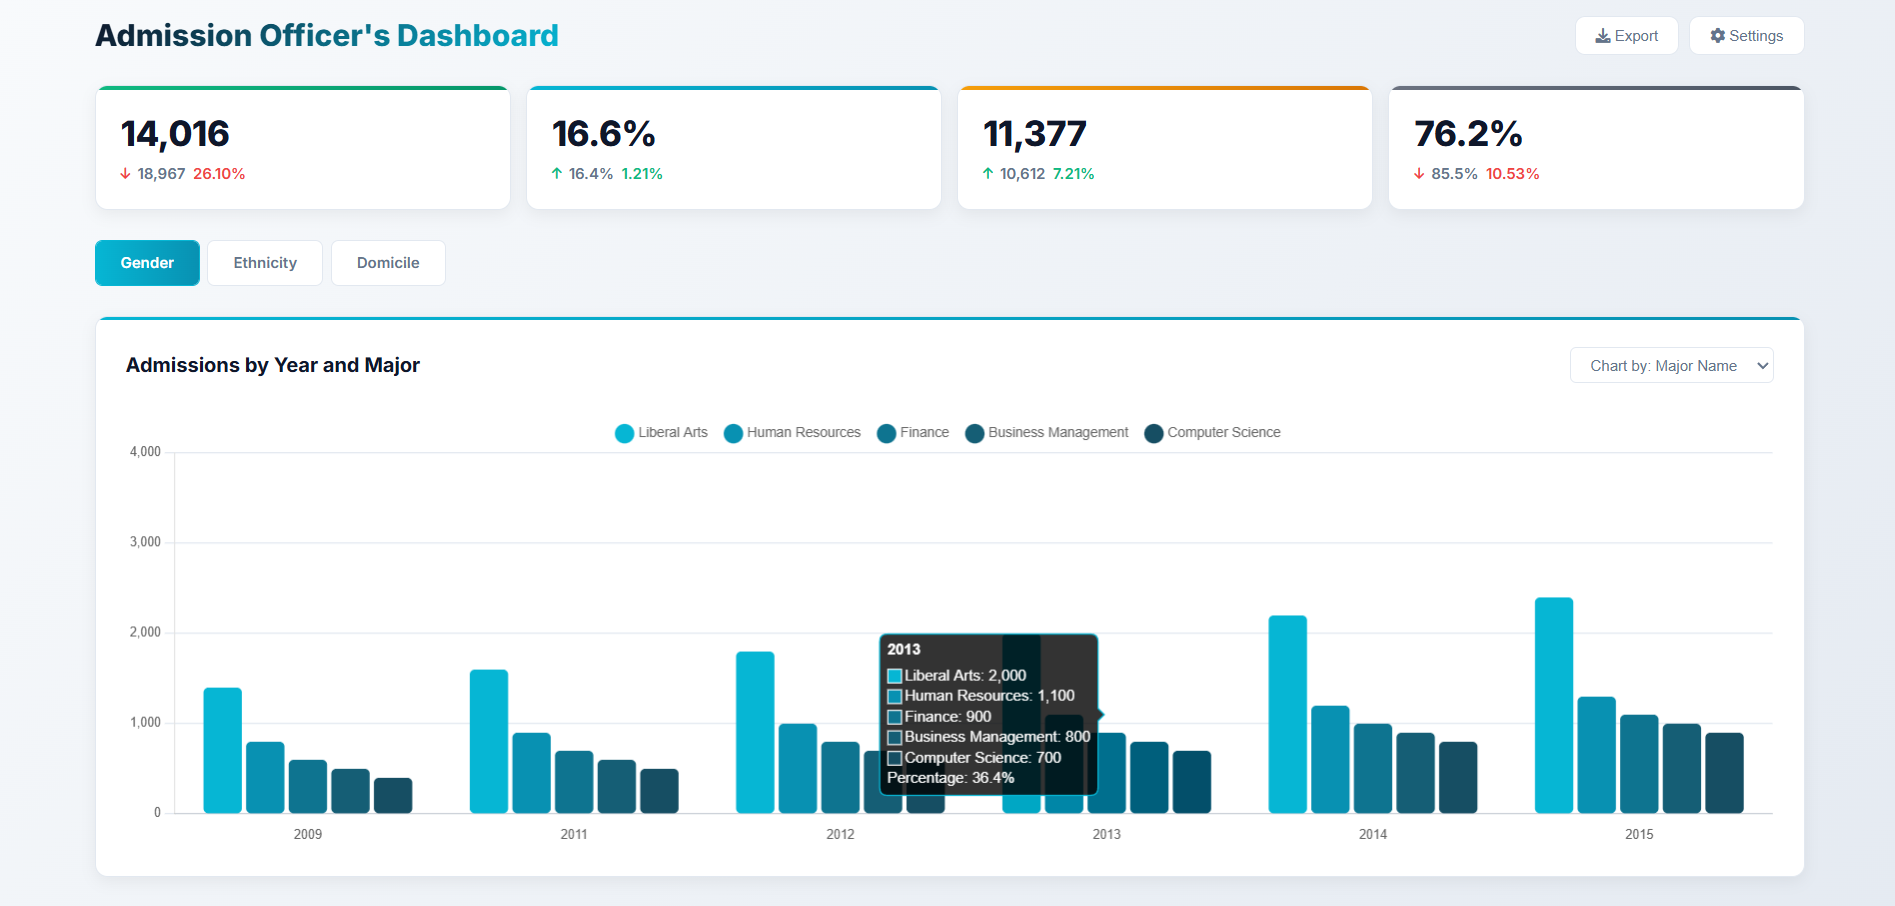 Admission Officer's Dashboard
Export
Settings
14,016
18,967 26.10%
16.6%
16.4% 1.21%
11,377
10,612 7.21%
76.2%
85.5% 10.53%
Gender
Ethnicity
Domicile
Admissions by Year and Major
Chart by: Major Name
Liberal Arts
Human Resources
Finance
Business Management
Computer Science
4,000
3,000
2,000
1,000
0
2013
Liberal Arts: 2,000
Human Resources: 1,100
Finance: 900
Business Management: 800
Computer Science: 700
Percentage: 36.4%
2009
2011
2012
2013
2014
2015